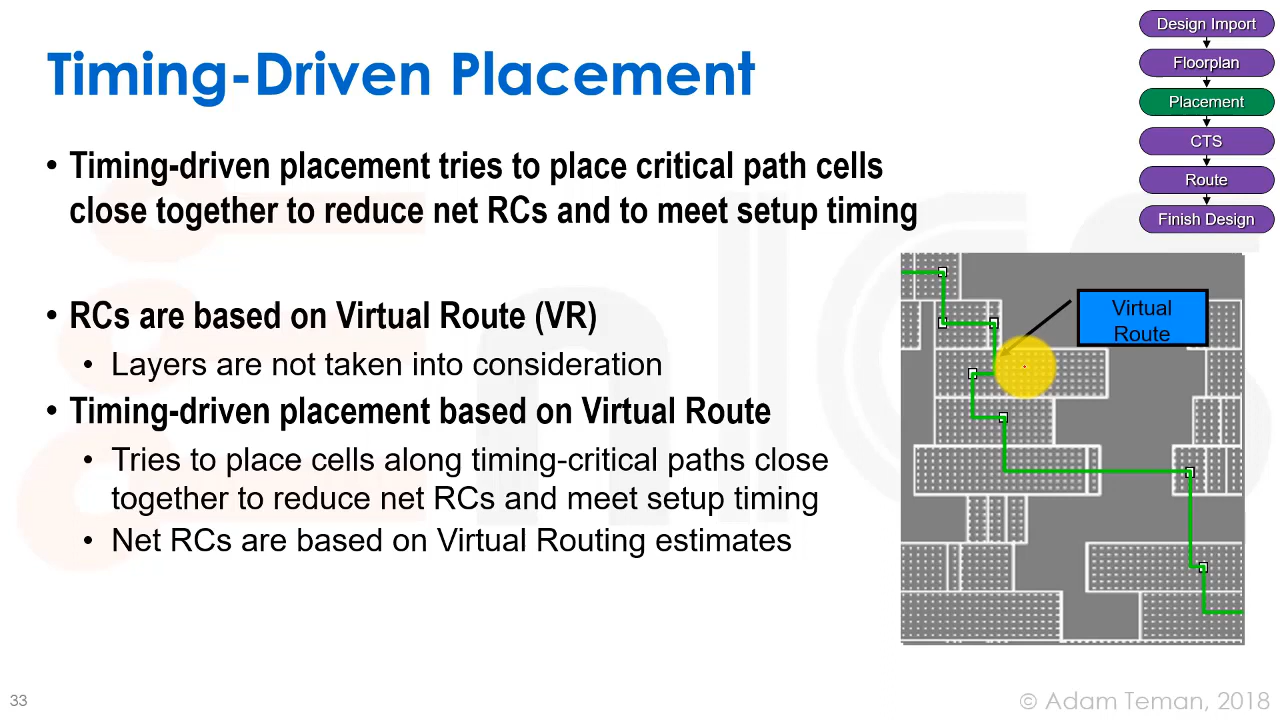 Timing-Driven Placement
Design Import
Floorplan
Placement
CTS
Route
Finish Design
• Timing-driven placement tries to place critical path cells
close together to reduce net RCs and to meet setup timing
• RCs are based on Virtual Route (VR)
• Layers are not taken into consideration
• Timing-driven placement based on Virtual Route
• Tries to place cells along timing-critical paths close
together to reduce net RCs and meet setup timing
• Net RCs are based on Virtual Routing estimates
Virtual
Route
33
© Adam Teman, 2018